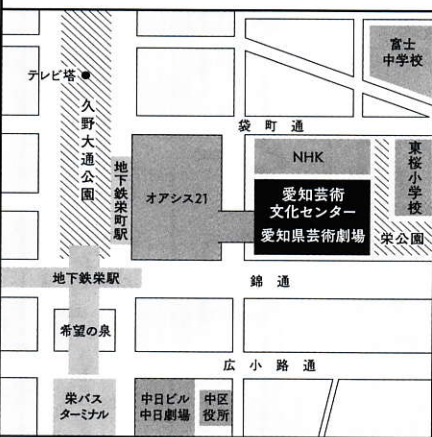 富士
中学校
テレビ塔
久野大通公園
袋町通
地下鉄栄町駅
オアシス21
NHK
東桜小学校
愛知芸術
文化センター
愛知県芸術劇場
栄公園
地下鉄栄駅
錦通
希望の泉
広小路通
栄バス
ターミナル
中日ビル
中日劇場
中区
役所